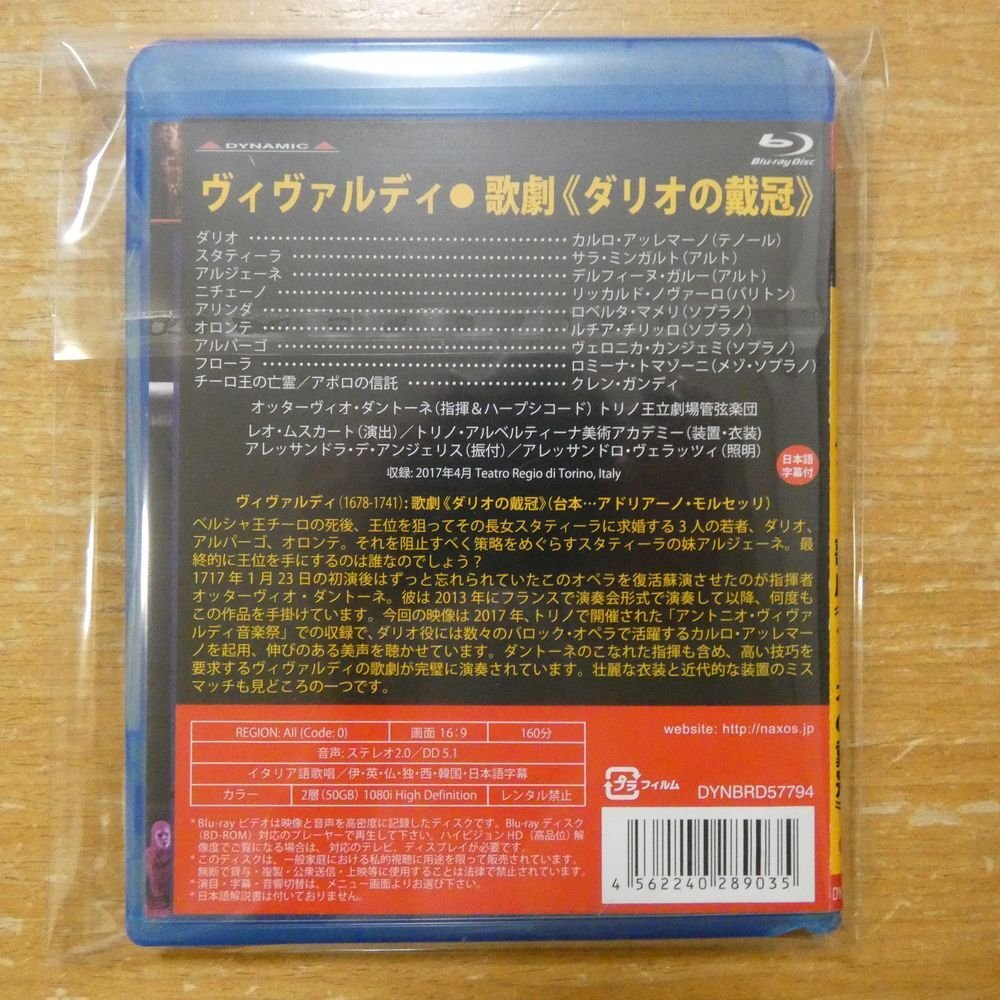 DYNAMIC
Blu-ray Disc
ヴィヴァルディ●歌劇《ダリオの戴冠》
ダリオ ………… カルロ・アッレマーノ(テノール)
スタティーラ ………… サラ・ミンガルト(アルト)
アルジェーネ ………… デルフィーヌ・ガルー(アルト)
ニチェーノ ………… リッカルド・ノヴァーロ(バリトン)
アリンダ ………… ロベルタ・マメリ(ソプラノ)
オロンテ ………… ルチア・チリッロ(ソプラノ)
アルパーゴ ………… ヴェロニカ・カンジェミ(ソプラノ)
フローラ ………… ロミーナ・トマゾーニ(メゾ・ソプラノ)
チーロ王の亡霊/アポロの信託 ………… クレン・ガンディ
オッターヴィオ・ダントーネ(指揮&ハープシコード) トリノ王立劇場管弦楽団
レオ・ムスカート(演出)/トリノ・アルベルティーナ美術アカデミー(装置・衣装)
アレッサンドラ・デ・アンジェリス(振付)/アレッサンドロ・ヴェラッツィ(照明)
収録: 2017年4月 Teatro Regio di Torino, Italy
日本語
字幕付
ヴィヴァルディ(1678-1741): 歌劇《ダリオの戴冠》(台本…アドリアーノ・モルセッリ)
ペルシャ王チーロの死後、王位を狙ってその長女スタティーラに求婚する3人の若者、ダリオ、
アルパーゴ、オロンテ。それを阻止すべく策略をめぐらすスタティーラの妹アルジェーネ。最
終的に王位を手にするのは誰なのでしょう?
1717年1月23日の初演後はずっと忘れられていたこのオペラを復活蘇演させたのが指揮者
オッターヴィオ・ダントーネ。彼は2013年にフランスで演奏会形式で演奏して以降、何度も
この作品を手掛けています。今回の映像は2017年、トリノで開催された「アントニオ・ヴィヴァ
ルディ音楽祭」での収録で、ダリオ役には数々のバロック・オペラで活躍するカルロ・アッレマー
ノを起用、伸びのある美声を聴かせています。ダントーネのこなれた指揮も含め、高い技巧を
要求するヴィヴァルディの歌劇が完璧に演奏されています。壮麗な衣装と近代的な装置のミス
マッチも見どころの一つです。
REGION: All (Code: 0) 画面 16:9 160分
音声: ステレオ2.0/DD 5.1
イタリア語歌唱/伊・英・仏・独・西・韓国・日本語字幕
カラー 2層(50GB) 1080i High Definition レンタル禁止
website: http://naxos.jp
プラ フィルム DYNBRD57794
* Blu-ray ビデオは映像と音声を高密度に記録したディスクです。Blu-ray ディスク
(BD-ROM) 対応のプレーヤーで再生して下さい。ハイビジョンHD(高品位)解
像度でご覧になる場合は、対応のテレビ、ディスプレイが必要です。
* このディスクは、一般家庭における私的視聴に用途を限って販売されています。
無断で貸与・複製・公衆送信・上映等に使用することは法律で禁止されています。
* 演目・字幕・音響切替は、メニュー画面よりお選び下さい。
* 日本語解説書は付いておりません。
4 562240 289035